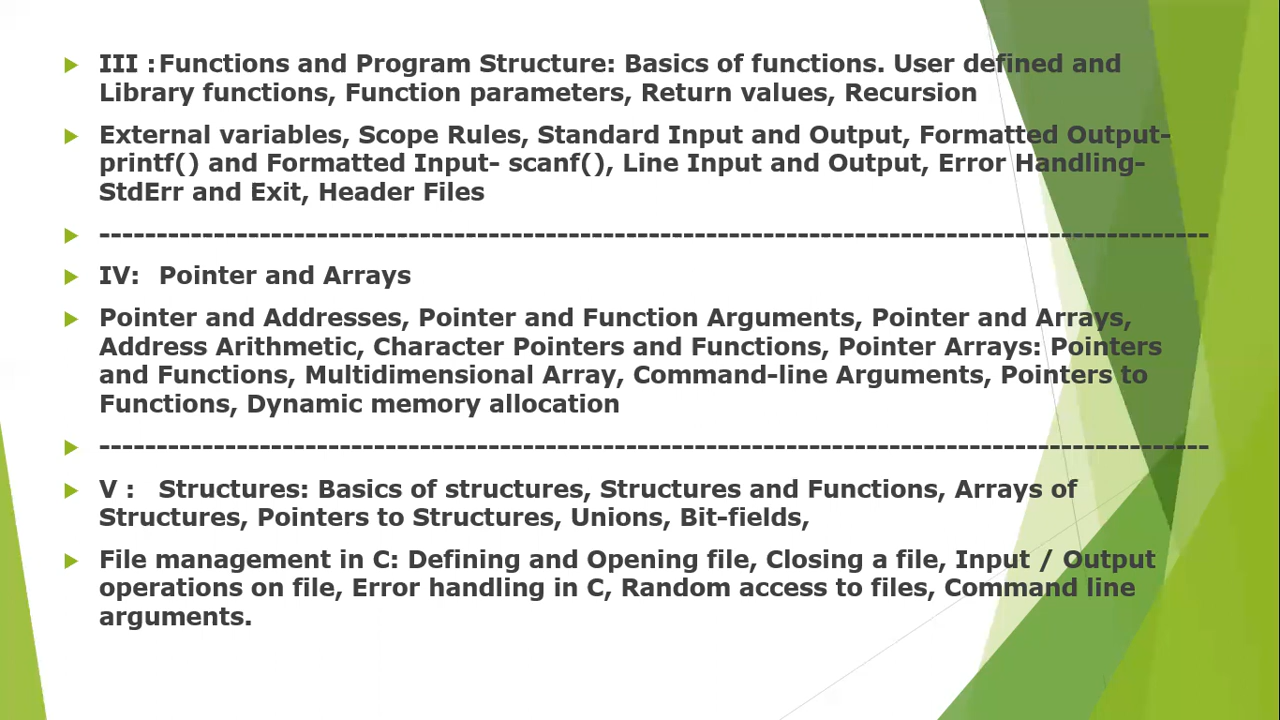 III : Functions and Program Structure: Basics of functions. User defined and
Library functions, Function parameters, Return values, Recursion
External variables, Scope Rules, Standard Input and Output, Formatted Output-
printf() and Formatted Input- scanf(), Line Input and Output, Error Handling-
StdErr and Exit, Header Files
--------------------------------------------------------------------------------------------------
IV: Pointer and Arrays
Pointer and Addresses, Pointer and Function Arguments, Pointer and Arrays,
Address Arithmetic, Character Pointers and Functions, Pointer Arrays: Pointers
and Functions, Multidimensional Array, Command-line Arguments, Pointers to
Functions, Dynamic memory allocation
--------------------------------------------------------------------------------------------------
V : Structures: Basics of structures, Structures and Functions, Arrays of
Structures, Pointers to Structures, Unions, Bit-fields,
File management in C: Defining and Opening file, Closing a file, Input / Output
operations on file, Error handling in C, Random access to files, Command line
arguments.